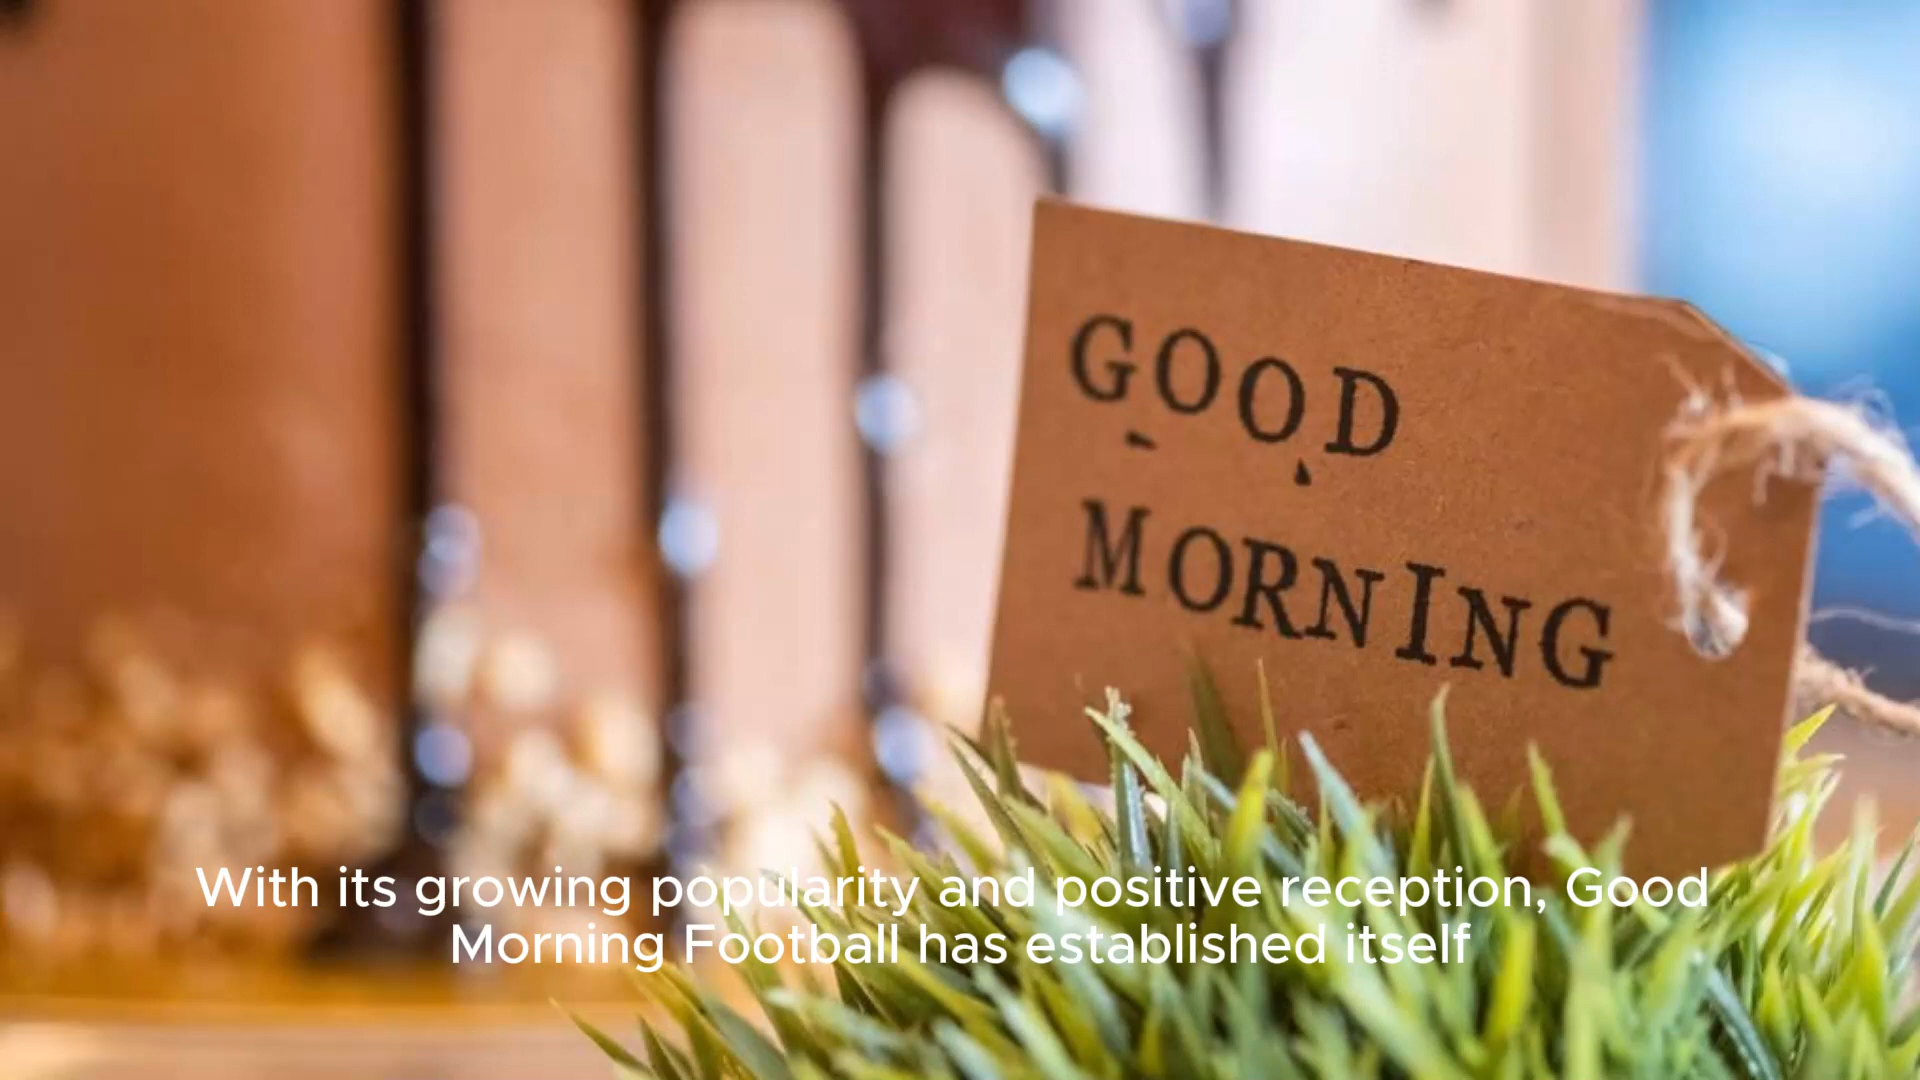 GOOD
MORNING
With its growing popularity and positive reception, Good
Morning Football has established itself